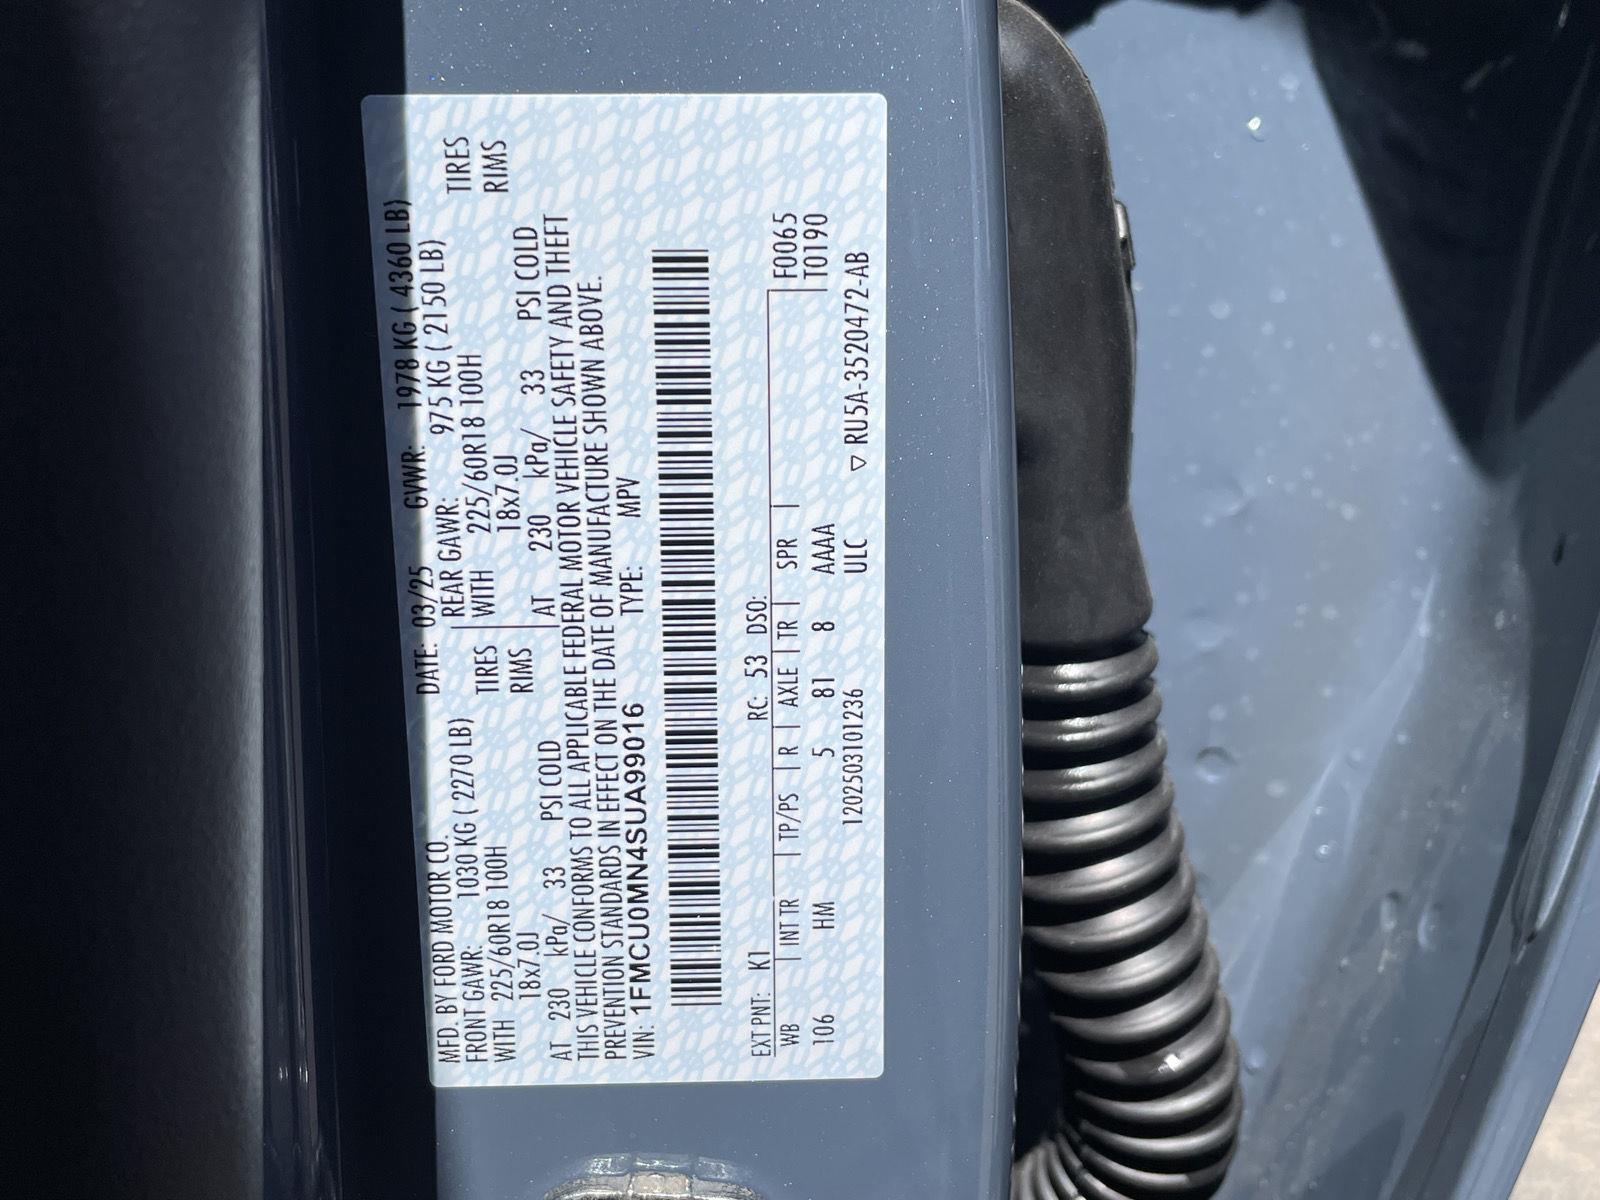 MFD. BY FORD MOTOR CO. DATE: 03/25 GVWR: 1978 KG ( 4360 LB)
FRONT GAWR: 1030 KG ( 2270 LB) REAR GAWR: 975 KG ( 2150 LB)
WITH 225/60R18 100H TIRES WITH 225/60R18 100H TIRES
18x7.0J RIMS 18x7.0J RIMS
AT 230 kPa/ 33 PSI COLD AT 230 kPa/ 33 PSI COLD
THIS VEHICLE CONFORMS TO ALL APPLICABLE FEDERAL MOTOR VEHICLE SAFETY AND THEFT
PREVENTION STANDARDS IN EFFECT ON THE DATE OF MANUFACTURE SHOWN ABOVE.
VIN: 1FMCU0MN4SUA99016 TYPE: MPV
EXT PNT: K1 RC: 53 DSO:
WB INT TR TP/PS R AXLE TR SPR F0065
106 HM 5 81 8 AAAA T0190
1202503101236 ULC ▽ RU5A-3520472-AB